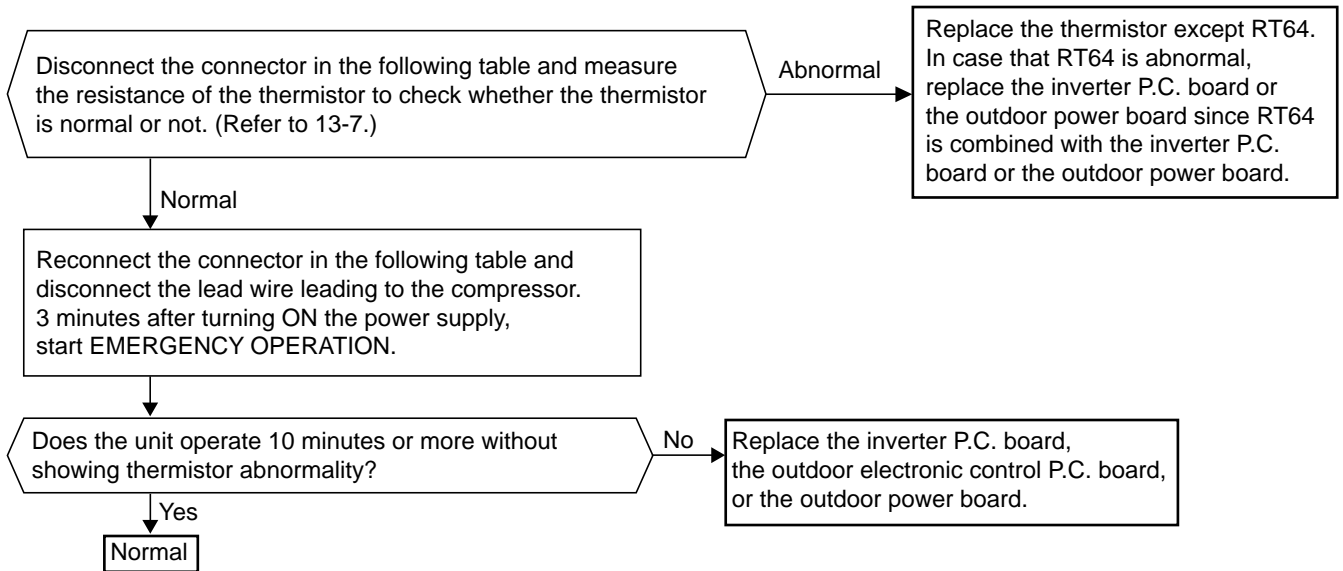 Disconnect the connector in the following table and measure
the resistance of the thermistor to check whether the thermistor
is normal or not. (Refer to 13-7.)
Abnormal
Replace the thermistor except RT64.
In case that RT64 is abnormal,
replace the inverter P.C. board or
the outdoor power board since RT64
is combined with the inverter P.C.
board or the outdoor power board.
Normal
Reconnect the connector in the following table and
disconnect the lead wire leading to the compressor.
3 minutes after turning ON the power supply,
start EMERGENCY OPERATION.
Does the unit operate 10 minutes or more without
showing thermistor abnormality?
No
Replace the inverter P.C. board,
the outdoor electronic control P.C. board,
or the outdoor power board.
Yes
Normal